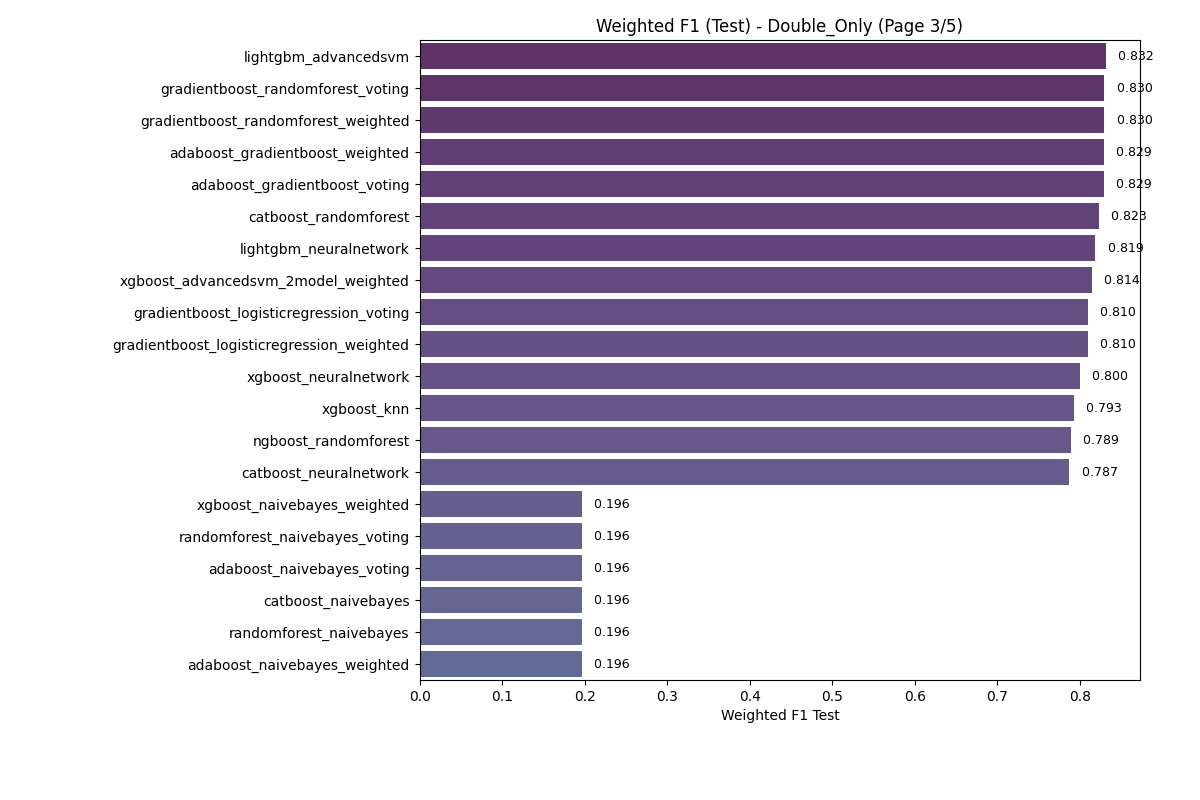 Weighted F1 (Test) - Double_Only (Page 3/5)
lightgbm_advancedsvm 0.832
gradientboost_randomforest_voting 0.830
gradientboost_randomforest_weighted 0.830
adaboost_gradientboost_weighted 0.829
adaboost_gradientboost_voting 0.829
catboost_randomforest 0.823
lightgbm_neuralnetwork 0.819
xgboost_advancedsvm_2model_weighted 0.814
gradientboost_logisticregression_voting 0.810
gradientboost_logisticregression_weighted 0.810
xgboost_neuralnetwork 0.800
xgboost_knn 0.793
ngboost_randomforest 0.789
catboost_neuralnetwork 0.787
xgboost_naivebayes_weighted 0.196
randomforest_naivebayes_voting 0.196
adaboost_naivebayes_voting 0.196
catboost_naivebayes 0.196
randomforest_naivebayes 0.196
adaboost_naivebayes_weighted 0.196
0.0 0.1 0.2 0.3 0.4 0.5 0.6 0.7 0.8
Weighted F1 Test